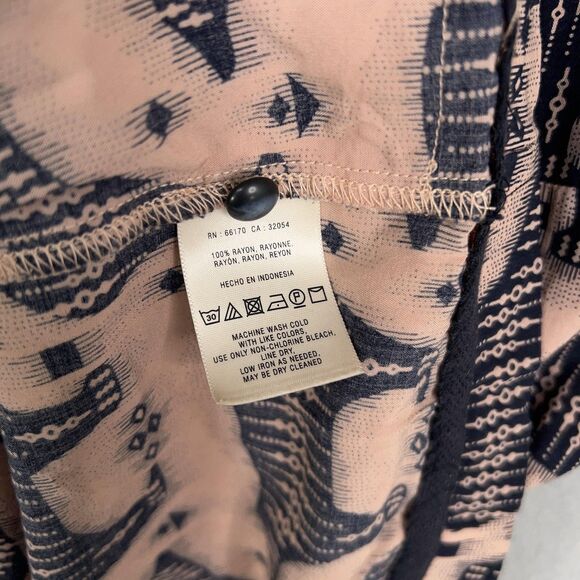 RN : 66170 CA : 32054
100% RAYON, RAYONNE,
RAYÓN, RAYON, REYON
HECHO EN INDONESIA
30 P
MACHINE WASH COLD
WITH LIKE COLORS,
USE ONLY NON-CHLORINE BLEACH,
LINE DRY,
LOW IRON AS NEEDED,
MAY BE DRY CLEANED